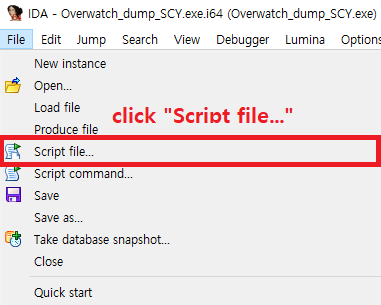 IDA - Overwatch_dump_SCY.exe.i64 (Overwatch_dump_SCY.exe)
File Edit Jump Search View Debugger Lumina Options
New instance
Open...
Load file
Produce file
click "Script file..."
Script file...
Script command...
Save
Save as...
Take database snapshot...
Close
Quick start